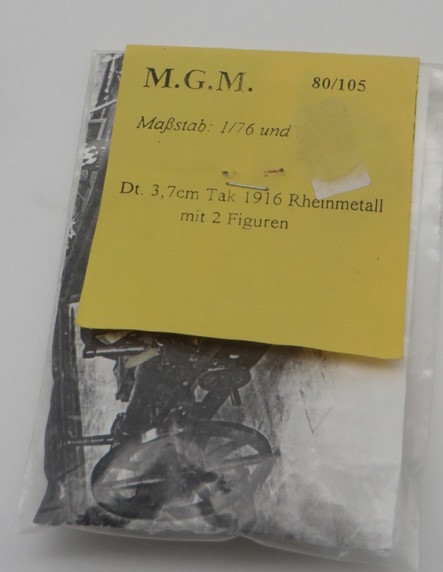 M.G.M. 80/105
Maßstab: 1/76 und
Dt. 3,7cm Tak 1916 Rheinmetall
mit 2 Figuren